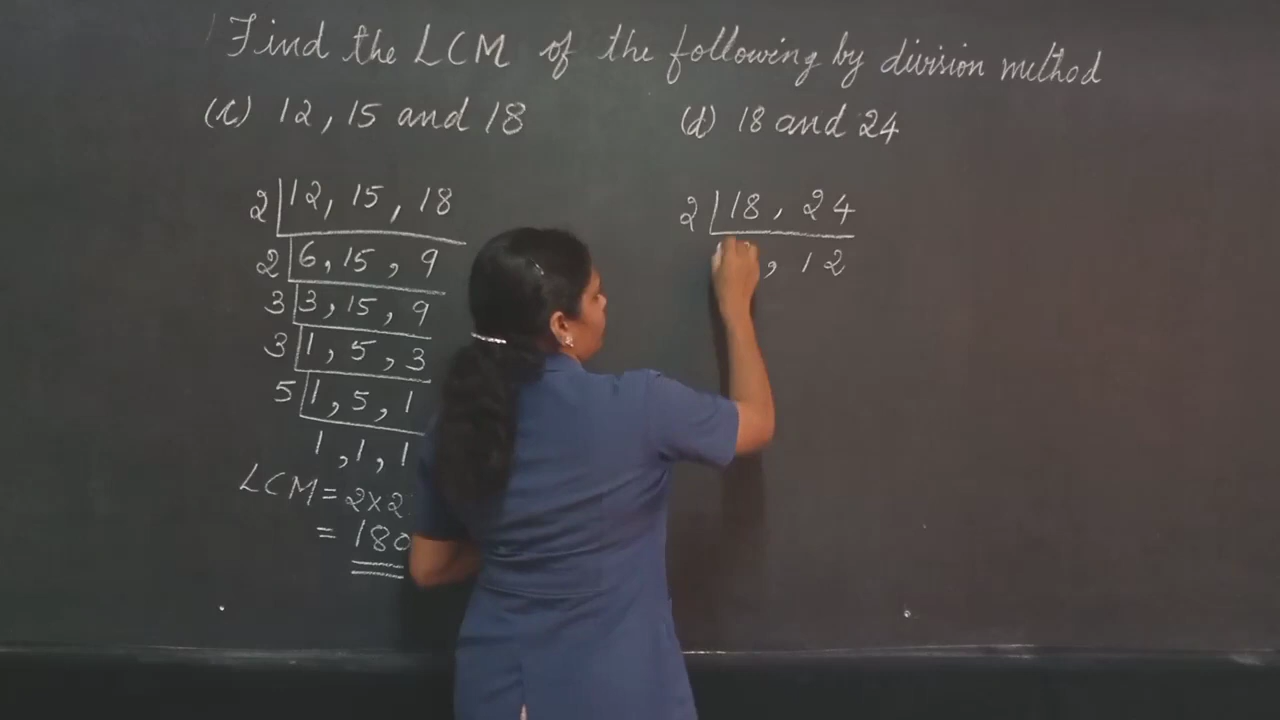 Find the LCM of the following by division method
(c) 12, 15 and 18
2 | 12, 15, 18
2 | 6, 15, 9
3 | 3, 15, 9
3 | 1, 5, 3
5 | 1, 5, 1
1, 1, 1
LCM = 2 × 2
= 180
(d) 18 and 24
2 | 18, 24
, 12